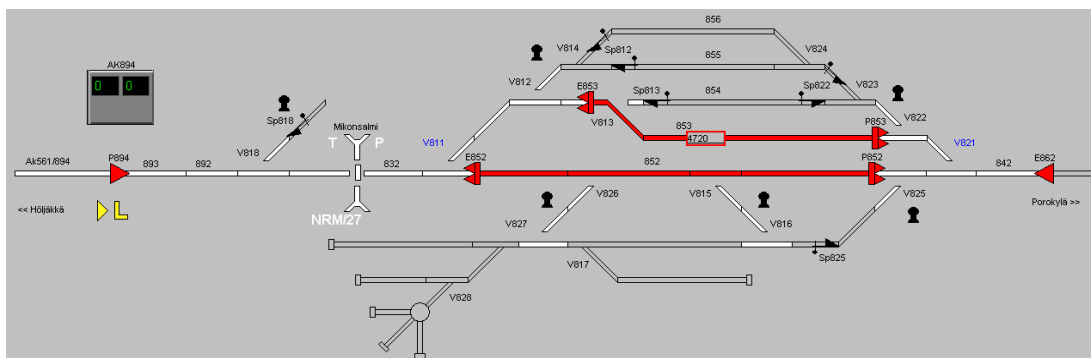 856
V814
Sp812
V824
AK894
855
0 0
V812
Sp822
V823
E853
Sp813
854
Sp818
V813
853
P853
V822
Mikonsalmi
4720
T P
V818
V811
V821
Ak561/894
P894
893
892
832
E852
852
P852
842
E862
V826
V815
V825
<< Höljäkkä
L
NRM/27
Porokylä >>
V827
V816
V817
Sp825
V828